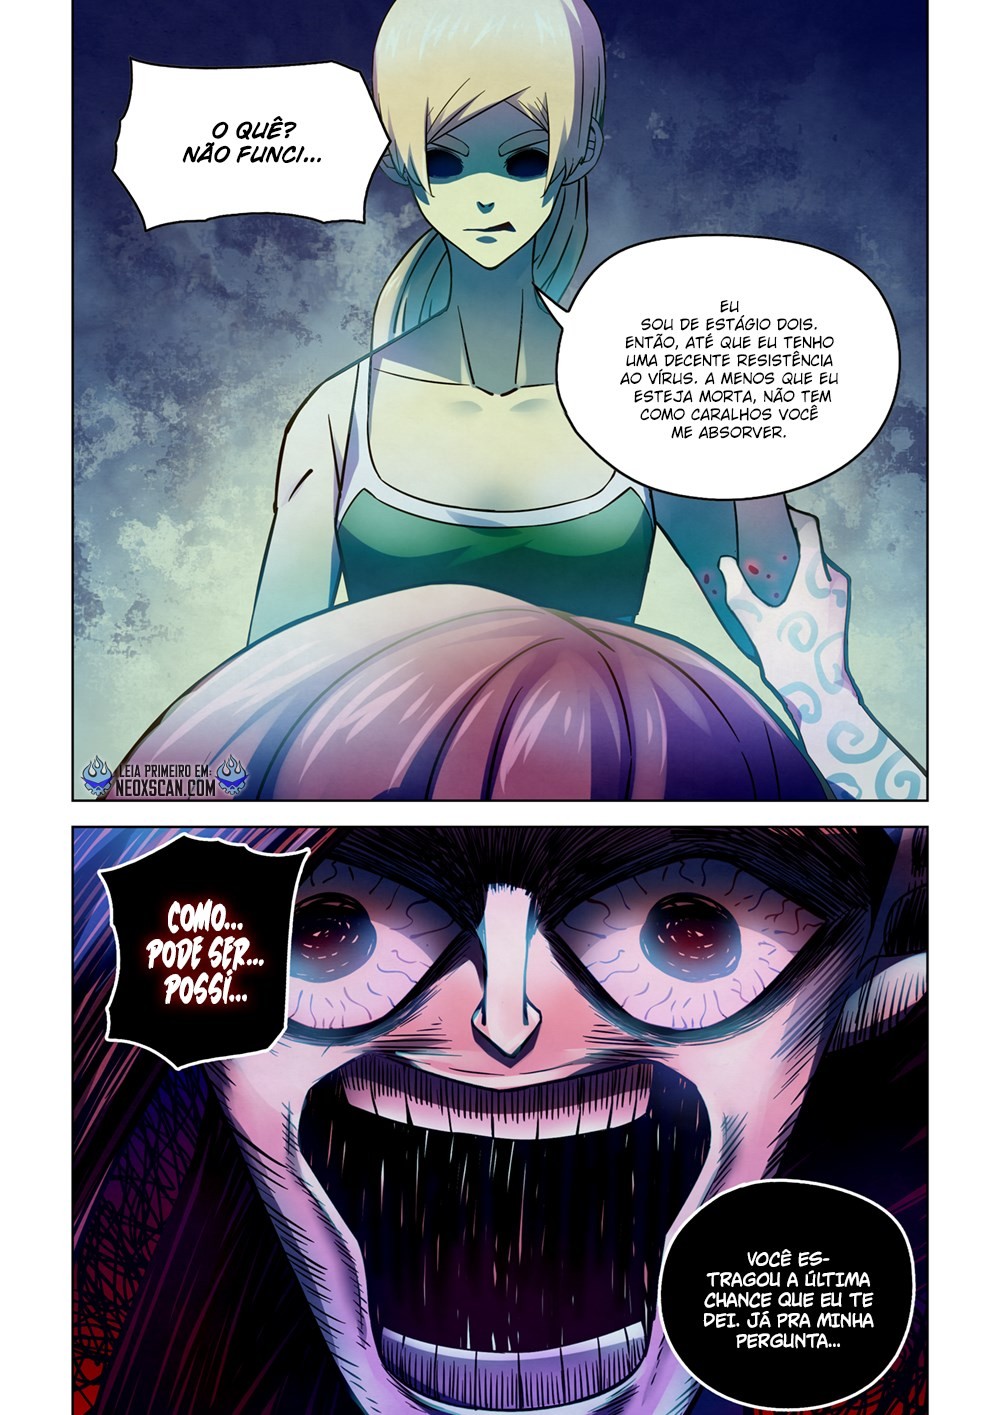 O QUÊ?
NÃO FUNCI...
EU
SOU DE ESTÁGIO DOIS.
ENTÃO, ATÉ QUE EU TENHO
UMA DECENTE RESISTÊNCIA
AO VÍRUS. A MENOS QUE EU
ESTEJA MORTA, NÃO TEM
COMO CARALHOS VOCÊ
ME ABSORVER.
LEIA PRIMEIRO EM:
NEOXSCAN.COM
COMO...
PODE SER...
POSSÍ...
VOCÊ ES-
TRAGOU A ÚLTIMA
CHANCE QUE EU TE
DEI. JÁ PRA MINHA
PERGUNTA...